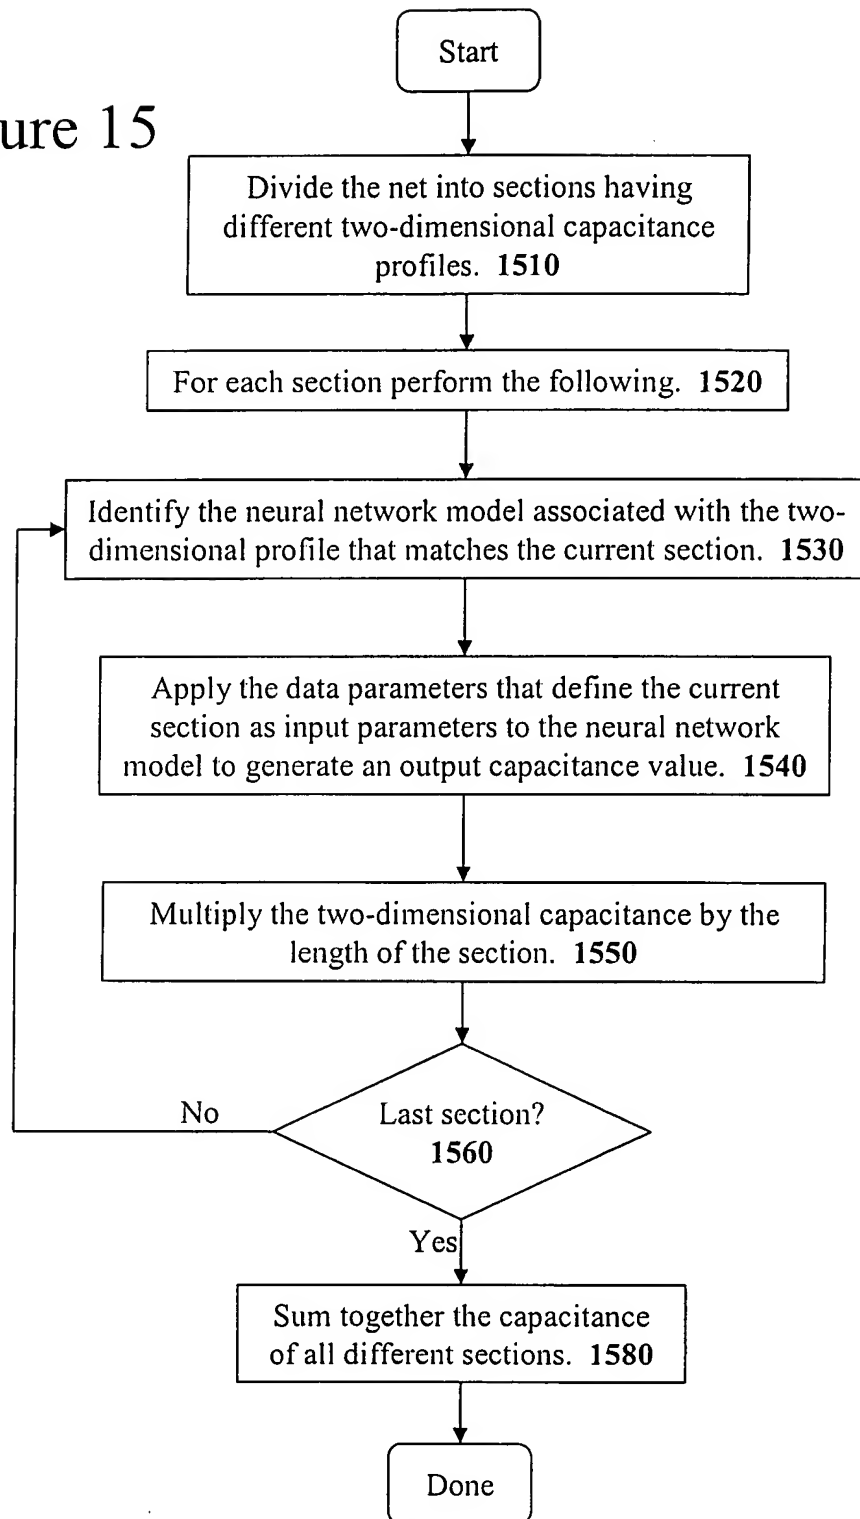 Start
ure 15
Divide the net into sections having
different two-dimensional capacitance
profiles. 1510
For each section perform the following. 1520
Identify the neural network model associated with the two-
dimensional profile that matches the current section. 1530
Apply the data parameters that define the current
section as input parameters to the neural network
model to generate an output capacitance value. 1540
Multiply the two-dimensional capacitance by the
length of the section. 1550
No
Last section?
1560
Yes
Sum together the capacitance
of all different sections. 1580
Done